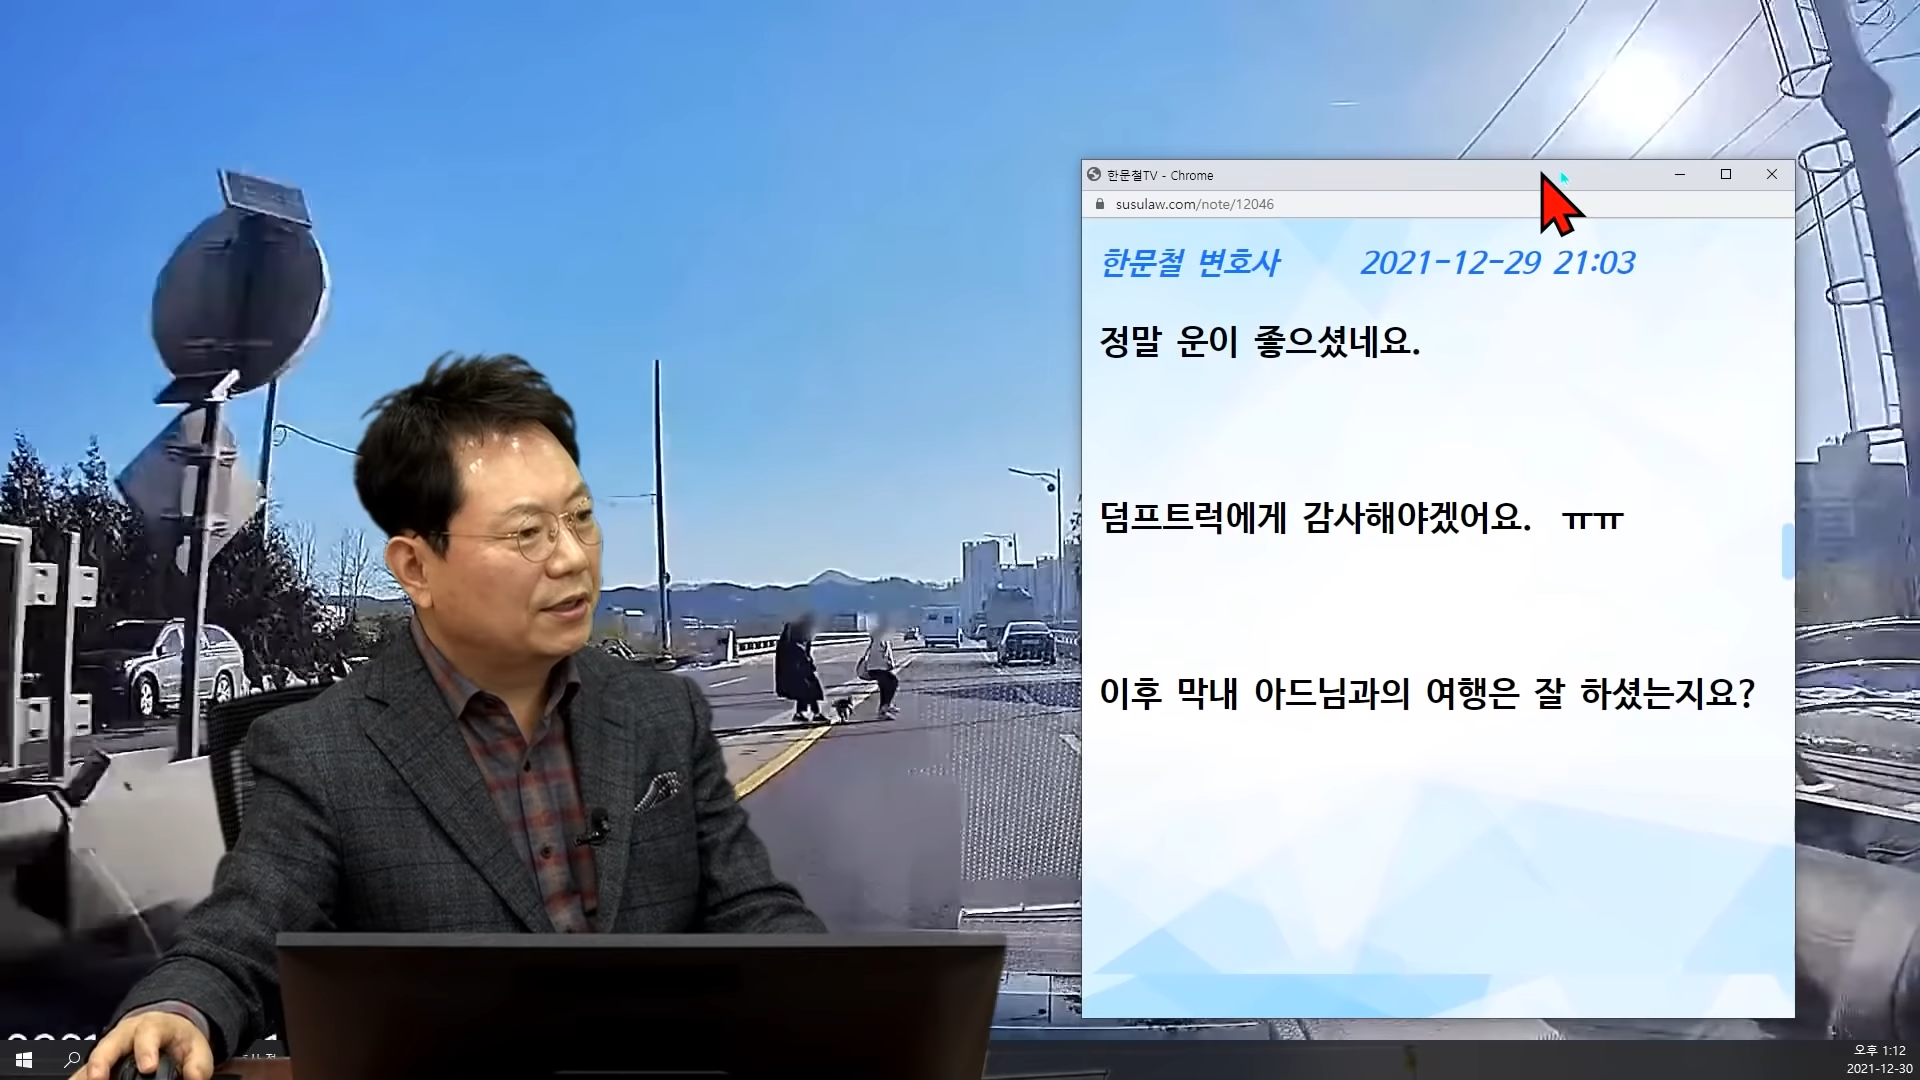 한문철TV - Chrome
susulaw.com/note/12046
한문철 변호사 2021-12-29 21:03
정말 운이 좋으셨네요.
덤프트럭에게 감사해야겠어요. ㅠㅠ
이후 막내 아드님과의 여행은 잘 하셨는지요?
오후 1:12
2021-12-30